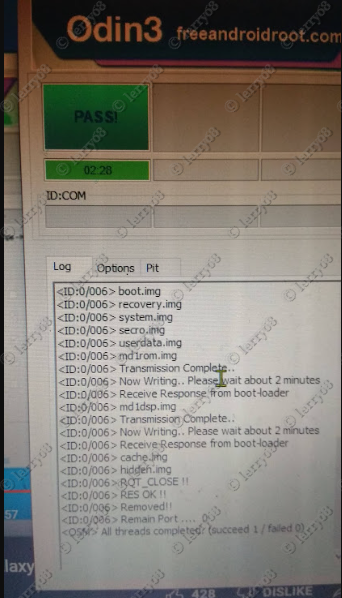 Odin3 freeandroidroot.com
PASS!
02:28
ID:COM
Log Options Pit
<ID:0/006> boot.img
<ID:0/006> recovery.img
<ID:0/006> system.img
<ID:0/006> secro.img
<ID:0/006> userdata.img
<ID:0/006> md1rom.img
<ID:0/006> Transmission Complete..
<ID:0/006> Now Writing.. Please wait about 2 minutes
<ID:0/006> Receive Response from boot-loader
<ID:0/006> md1dsp.img
<ID:0/006> Transmission Complete..
<ID:0/006> Now Writing.. Please wait about 2 minutes
<ID:0/006> Receive Response from boot-loader
<ID:0/006> cache.img
<ID:0/006> hidden.img
<ID:0/006> RQT_CLOSE !!
<ID:0/006> RES OK !!
<ID:0/006> Removed!!
<ID:0/006> Remain Port ....
<OSM> All threads completed. (succeed 1 / failed 0)
57
laxy
428 DISLIKE
© larry08